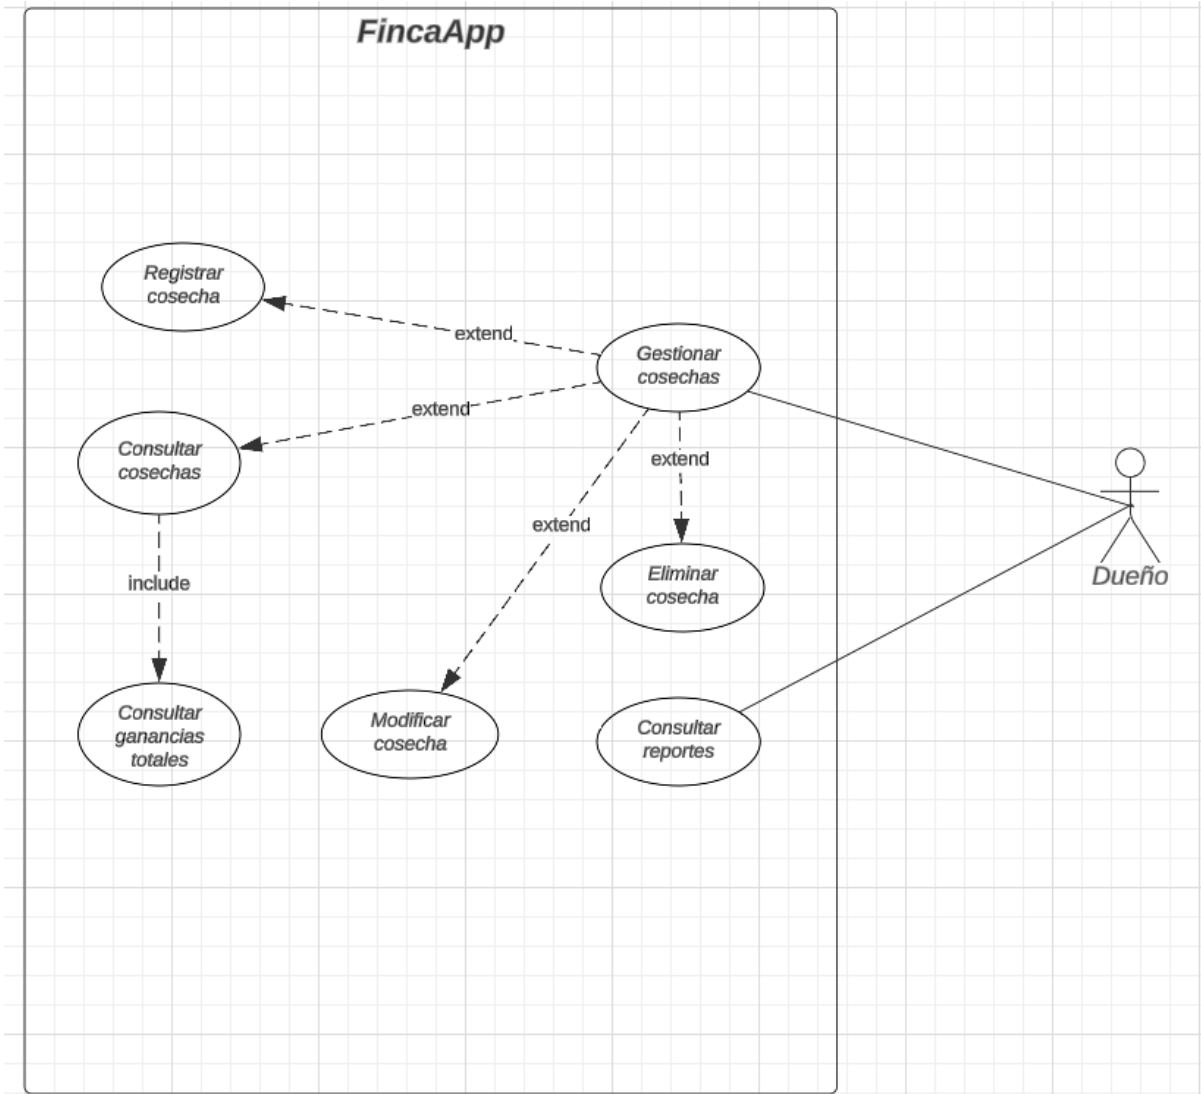 FincaApp
Registrar
cosecha
extend
Gestionar
cosechas
extend
Consultar
cosechas
extend
extend
Eliminar
cosecha
Dueño
include
Consultar
ganancias
totales
Modificar
cosecha
Consultar
reportes